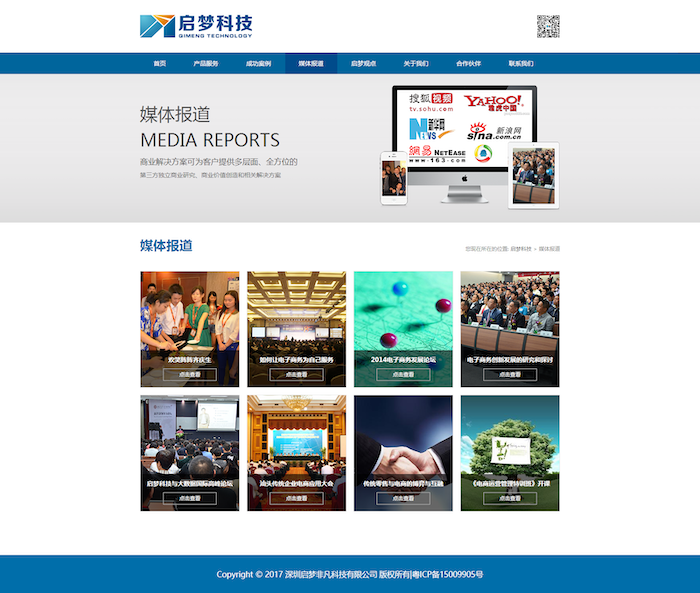 启梦科技
QIMENG TECHNOLOGY
首页 产品服务 成功案例 媒体报道 启梦观点 关于我们 合作伙伴 联系我们
媒体报道
MEDIA REPORTS
商业解决方案可为客户提供多层面、全方位的
第三方独立商业研究，商业价值创造和相关解决方案
搜狐视频
tv.sohu.com
YAHOO!
雅虎中国
新华网
NEWS
sina 新浪网
.com.cn
網易 NETEASE
www.163.com
媒体报道
您现在所在的位置: 启梦科技 > 媒体报道
欢笑阵阵齐庆生
点击查看
如何让电子商务为自己服务
点击查看
2014电子商务发展论坛
点击查看
电子商务创新发展的研究和探讨
点击查看
启梦科技与大数据国际高峰论坛
点击查看
汕头传统企业电商应用大会
点击查看
传统零售与电商的博弈与互融
点击查看
《电商运营管理特训班》开课
点击查看
Copyright © 2017 深圳启梦非凡科技有限公司 版权所有|粤ICP备15009905号